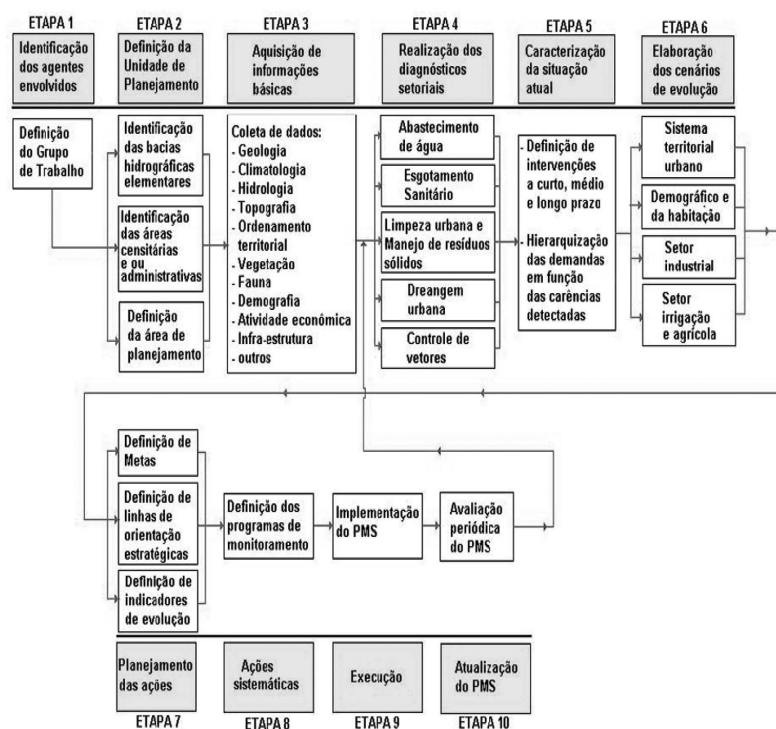 ETAPA 1
Identificação
dos agentes
envolvidos
ETAPA 2
Definição da
Unidade de
Planejamento
ETAPA 3
Aquisição de
informações
básicas
ETAPA 4
Realização dos
diagnósticos
setoriais
ETAPA 5
Caracterização
da situação
atual
ETAPA 6
Elaboração
dos cenários
de evolução
Definição
do Grupo
de Trabalho
Identificação
das bacias
hidrográficas
elementares
Identificação
das áreas
censitárias
e ou
administrativas
Definição
da área de
planejamento
Coleta de dados:
- Geologia
- Climatologia
- Hidrologia
- Topografia
- Ordenamento
territorial
- Vegetação
- Fauna
- Demografia
- Atividade econômica
- Infra-estrutura
- outros
Abastecimento
de água
Esgotamento
Sanitário
Limpeza urbana e
Manejo de resíduos
sólidos
Dreangem
urbana
Controle de
vetores
- Definição de
intervenções
a curto, médio
e longo prazo
- Hierarquização
das demandas
em função
das carências
detectadas
Sistema
territorial
urbano
Demográfico e
da habitação
Setor
industrial
Setor
irrigação
e agrícola
Definição de
Metas
Definição de
linhas de
orientação
estratégicas
Definição de
indicadores
de evolução
Definição dos
programas de
monitoramento
Implementação
do PMS
Avaliação
periódica
do PMS
Planejamento
das ações
ETAPA 7
Ações
sistemáticas
ETAPA 8
Execução
ETAPA 9
Atualização
do PMS
ETAPA 10